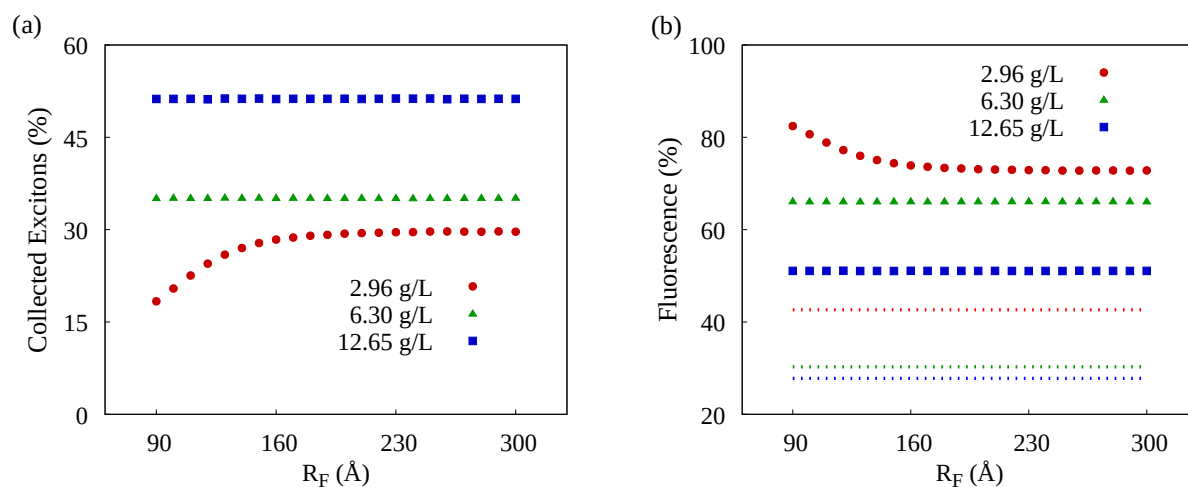 (a)
Collected Excitons (%)
60
45
30
15
0
2.96 g/L
6.30 g/L
12.65 g/L
90
160
230
300
R_F (Å)
(b)
Fluorescence (%)
100
80
60
40
20
2.96 g/L
6.30 g/L
12.65 g/L
90
160
230
300
R_F (Å)